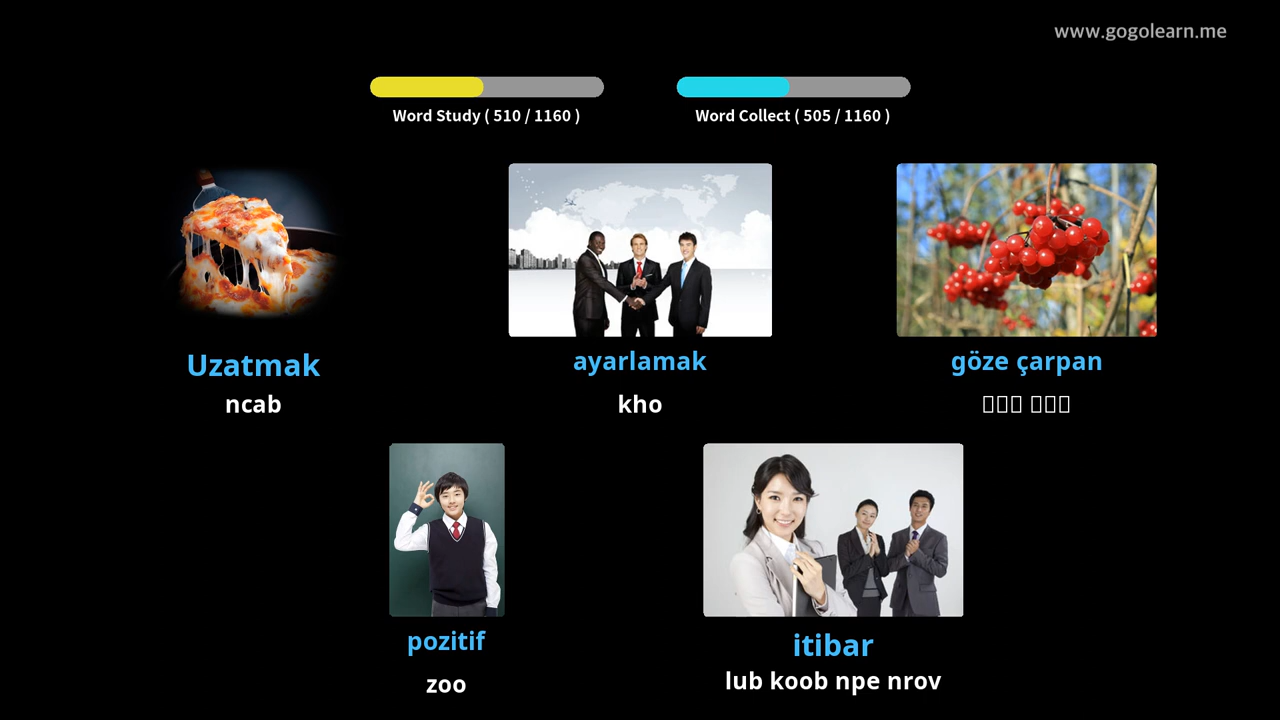 www.gogolearn.me
Word Study ( 510 / 1160 )
Word Collect ( 505 / 1160 )
Uzatmak
ncab
ayarlamak
kho
göze çarpan
pozitif
zoo
itibar
lub koob npe nrov